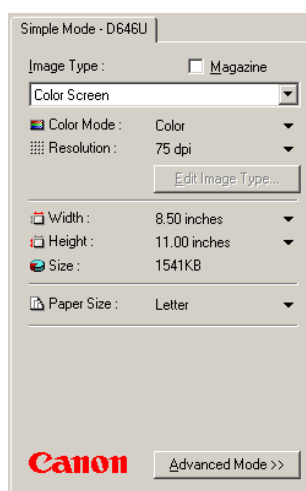 Simple Mode - D646U
Image Type : Magazine
Color Screen
Color Mode : Color
Resolution : 75 dpi
Edit Image Type...
Width : 8.50 inches
Height : 11.00 inches
Size : 1541KB
Paper Size : Letter
Canon Advanced Mode >>